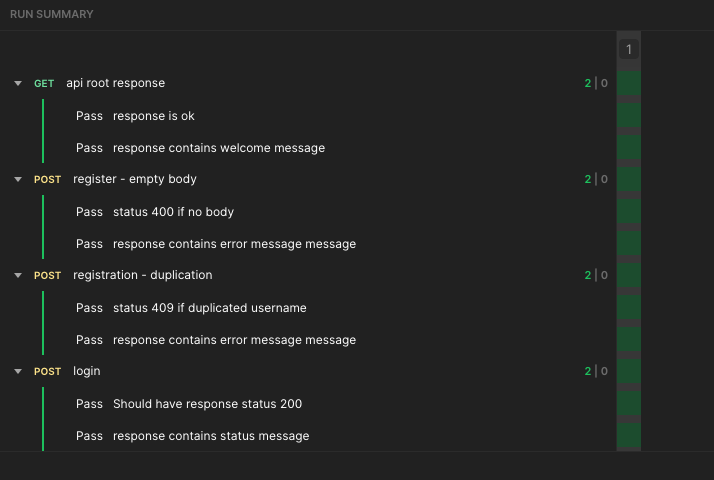 RUN SUMMARY
1
GET api root response 2 | 0
Pass response is ok
Pass response contains welcome message
POST register - empty body 2 | 0
Pass status 400 if no body
Pass response contains error message message
POST registration - duplication 2 | 0
Pass status 409 if duplicated username
Pass response contains error message message
POST login 2 | 0
Pass Should have response status 200
Pass response contains status message